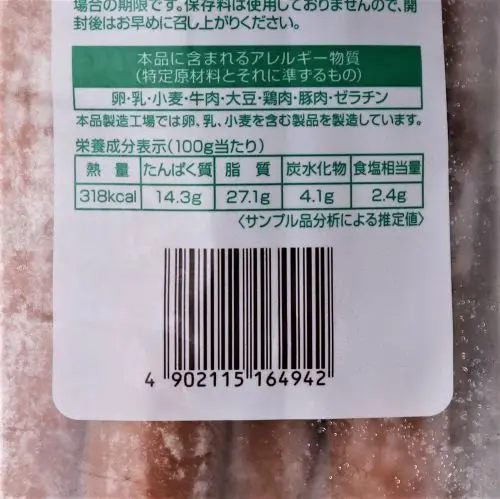 場合の期限です。保存料は使用しておりませんので、開
封後はお早めに召し上がりください。
本品に含まれるアレルギー物質
(特定原材料とそれに準ずるもの)
卵・乳・小麦・牛肉・大豆・鶏肉・豚肉・ゼラチン
本品製造工場では卵、乳、小麦を含む製品を製造しています。
栄養成分表示(100g当たり)
熱 量 たんぱく質 脂 質 炭水化物 食塩相当量
318kcal 14.3g 27.1g 4.1g 2.4g
〈サンプル品分析による推定値〉
4 902115 164942